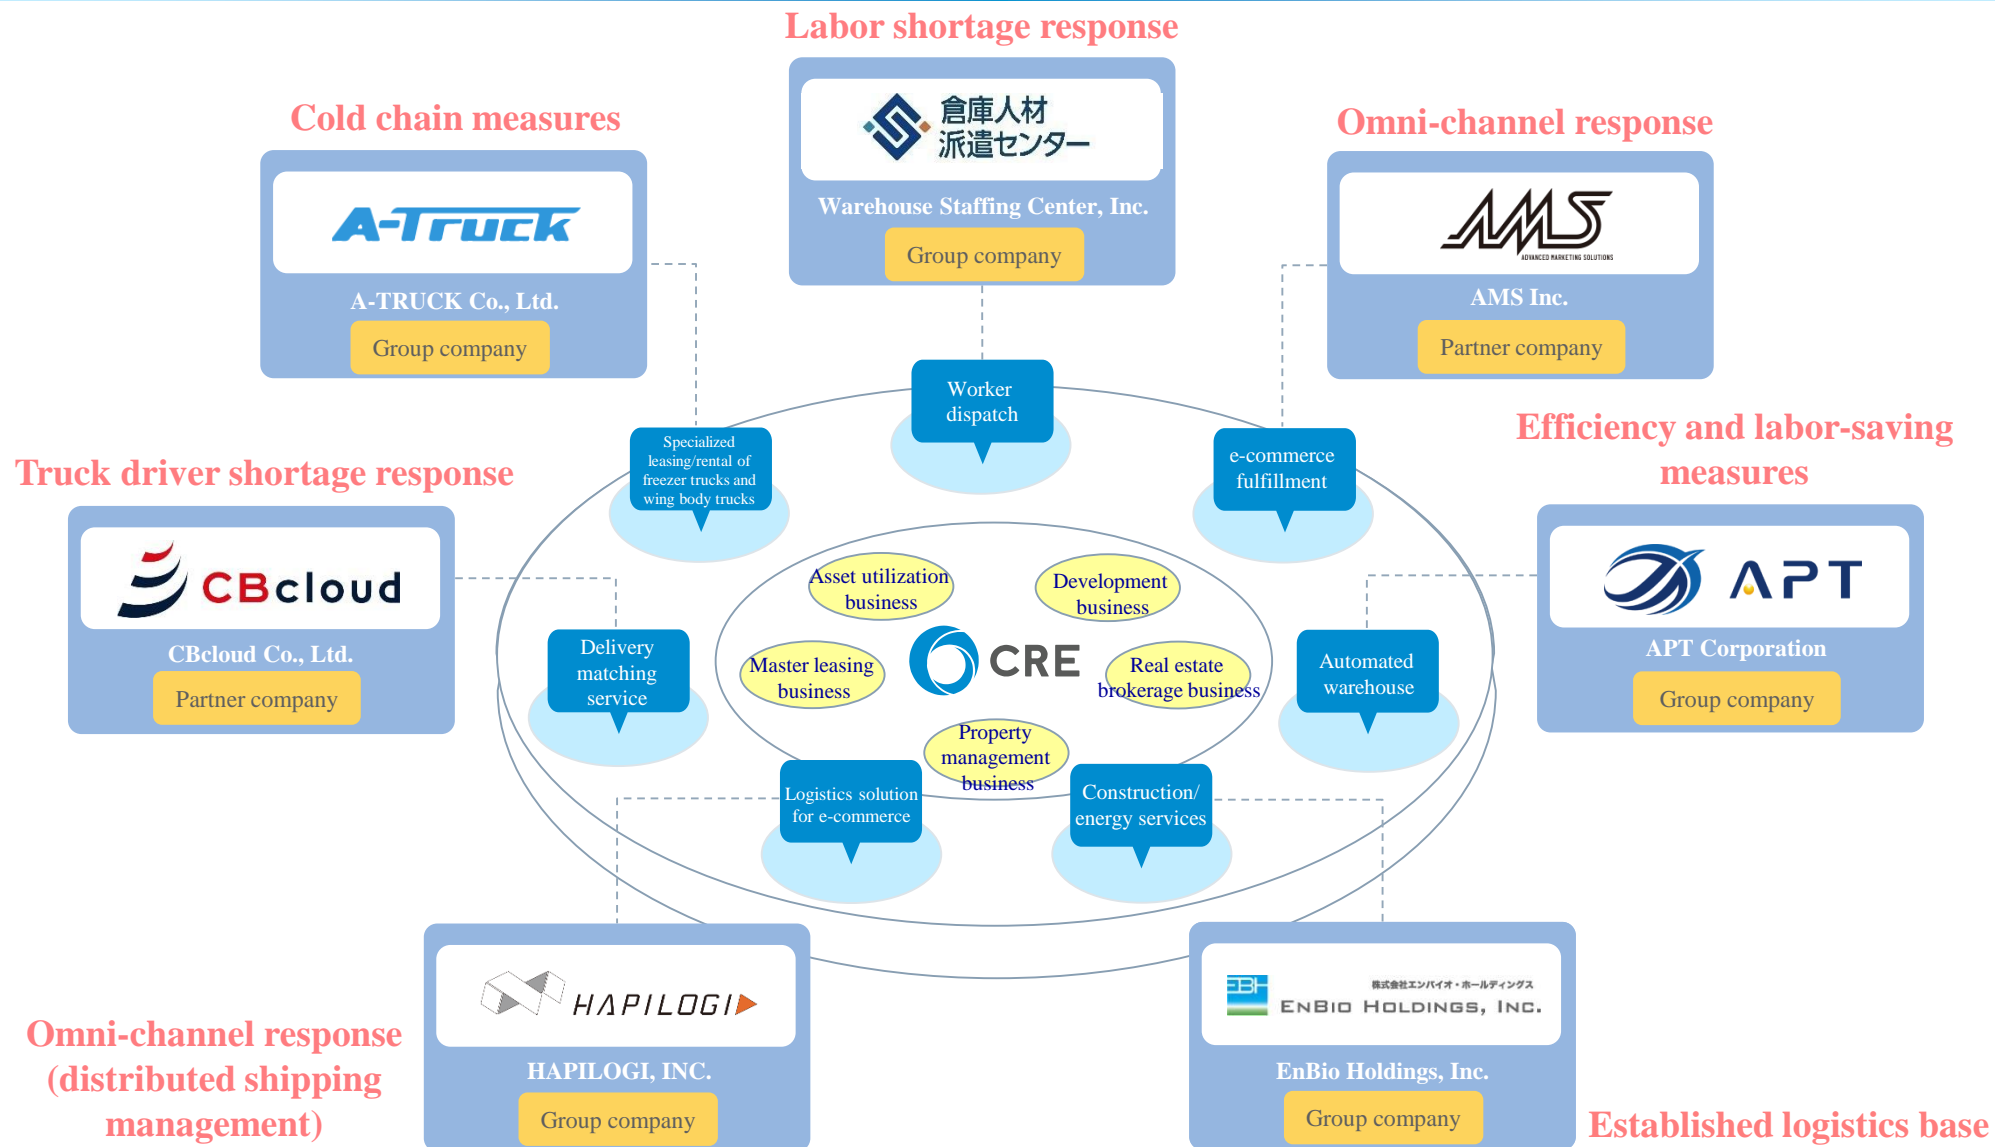 Labor shortage response
倉庫人材
派遣センター
Warehouse Staffing Center, Inc.
Group company
Cold chain measures
A-TRUCK
A-TRUCK Co., Ltd.
Group company
Omni-channel response
AMS
ADVANCED MARKETING SOLUTIONS
AMS Inc.
Partner company
Worker
dispatch
Specialized
leasing/rental of
freezer trucks and
wing body trucks
e-commerce
fulfillment
Truck driver shortage response
CBcloud
CBcloud Co., Ltd.
Partner company
Efficiency and labor-saving
measures
APT
APT Corporation
Group company
Asset utilization
business
Development
business
Delivery
matching
service
Master leasing
business
CRE
Real estate
brokerage business
Automated
warehouse
Property
management
business
Logistics solution
for e-commerce
Construction/
energy services
HAPILOGI
HAPILOGI, INC.
Group company
Omni-channel response
(distributed shipping
management)
EBH
株式会社エンバイオ・ホールディングス
ENBIO HOLDINGS, INC.
EnBio Holdings, Inc.
Group company
Established logistics base